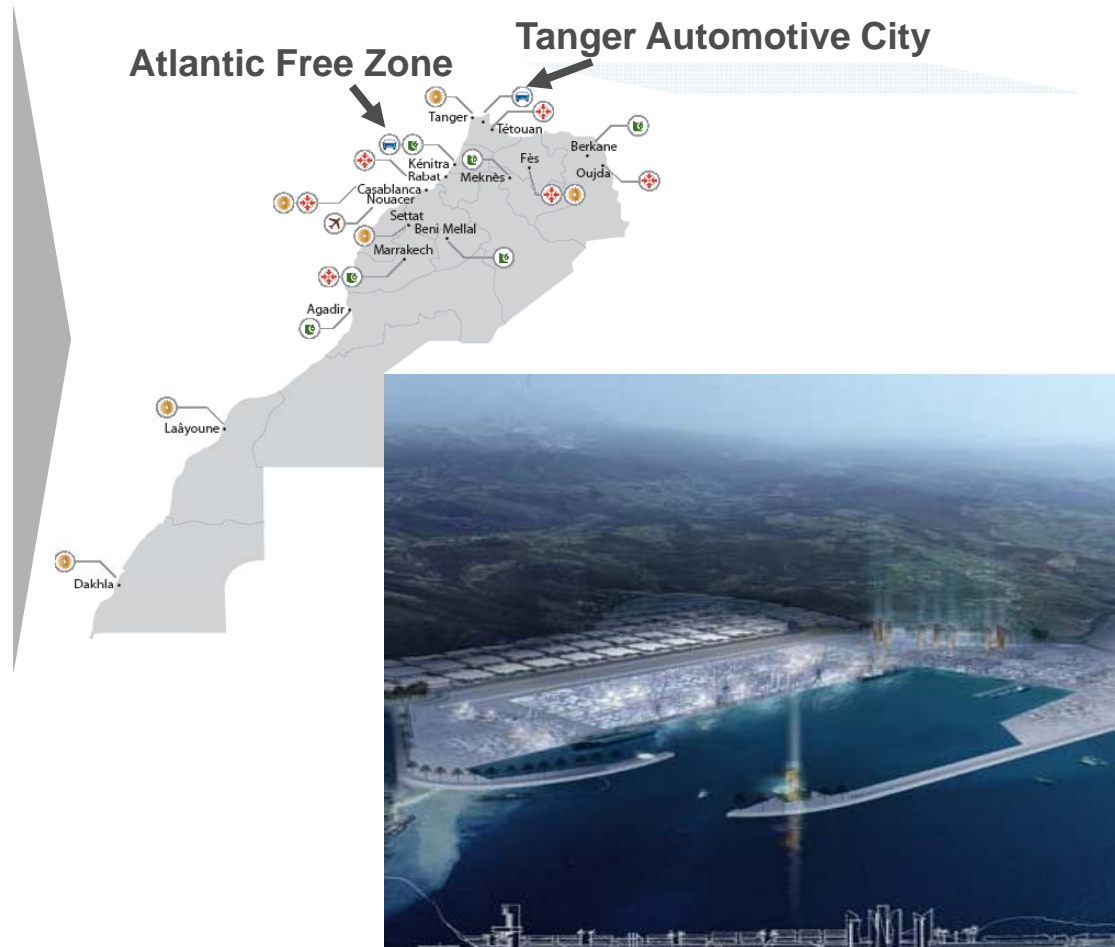 Tanger Automotive City
Atlantic Free Zone
Tanger
Tétouan
Berkane
Kénitra
Fès
Rabat
Meknès
Oujda
Casablanca
Nouacer
Settat
Beni Mellal
Marrakech
Agadir
Laâyoune
Dakhla